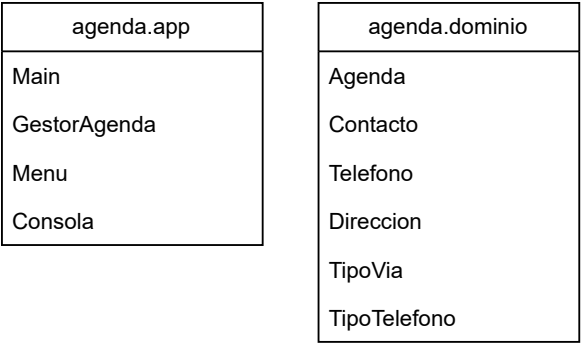 agenda.app
Main
GestorAgenda
Menu
Consola
agenda.dominio
Agenda
Contacto
Telefono
Direccion
TipoVia
TipoTelefono